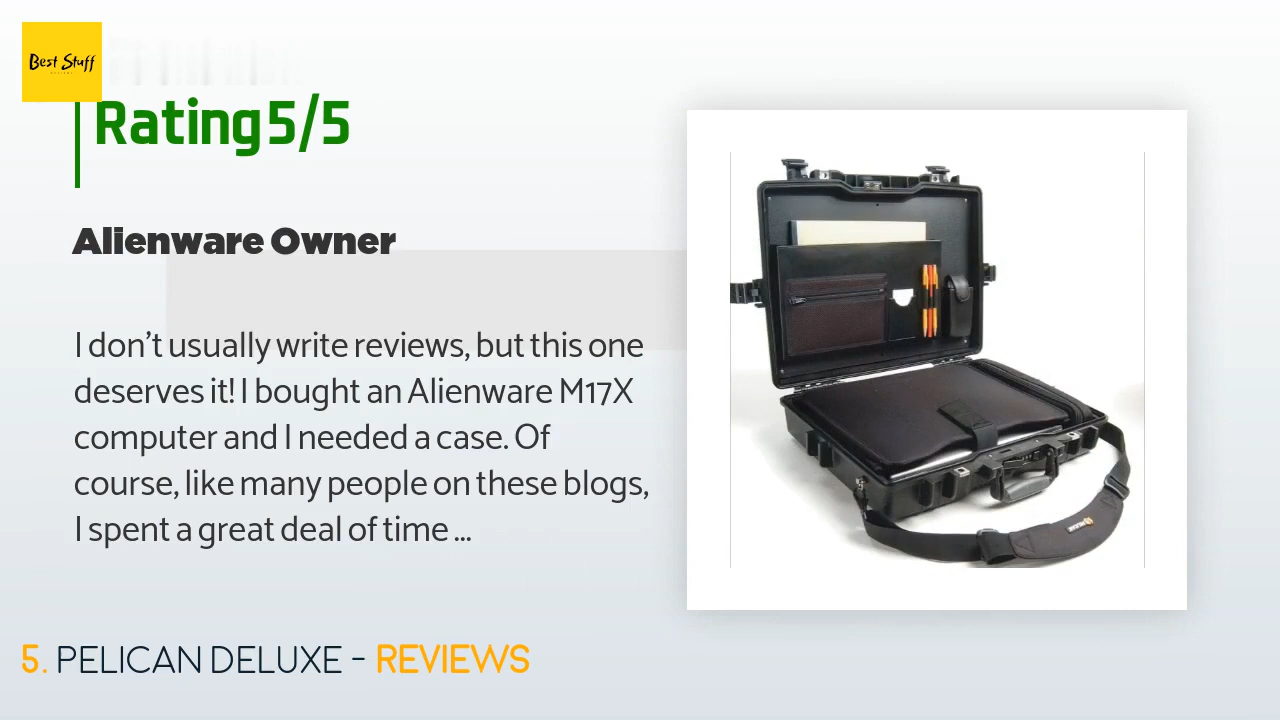 Best Stuff
Rating 5/5
Alienware Owner
I don't usually write reviews, but this one
deserves it! I bought an Alienware M17X
computer and I needed a case. Of
course, like many people on these blogs,
I spent a great deal of time ...
5. PELICAN DELUXE - REVIEWS